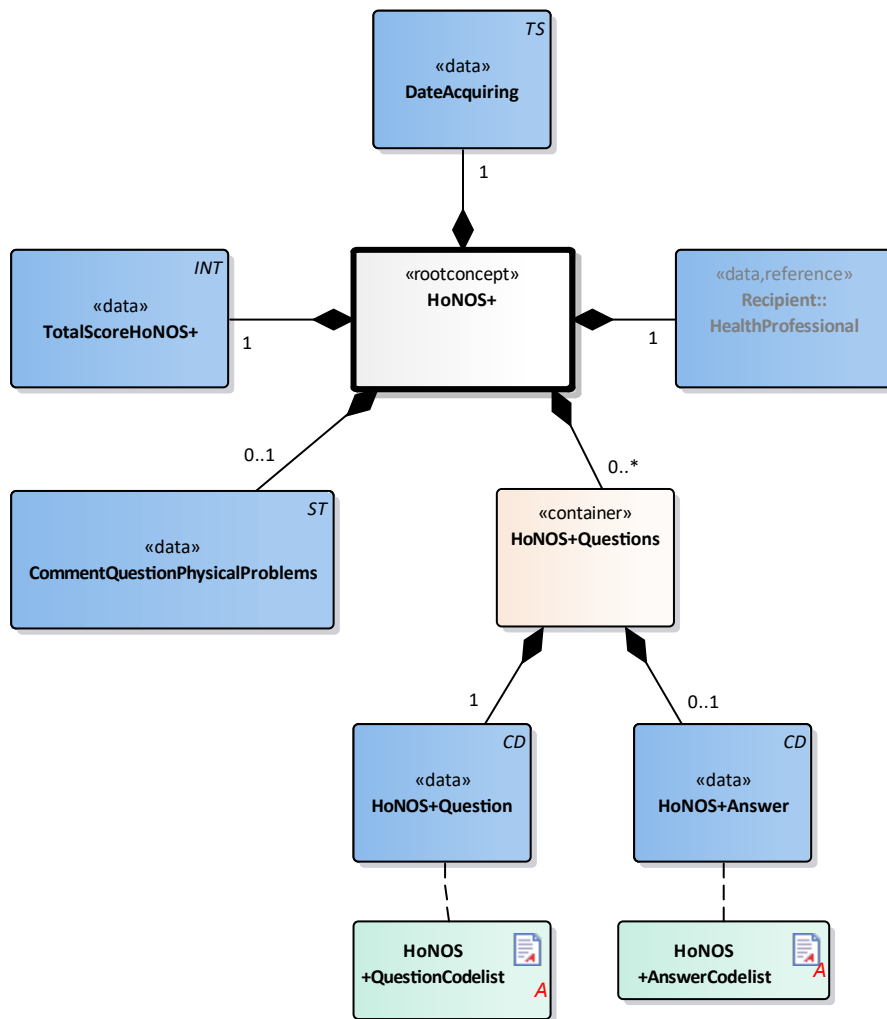 TS
«data»
DateAcquiring
1
INT
«data»
TotalScoreHoNOS+
1
«rootconcept»
HoNOS+
«data,reference»
Recipient::
HealthProfessional
1
0..1
0..*
ST
«data»
CommentQuestionPhysicalProblems
«container»
HoNOS+Questions
1
0..1
CD
«data»
HoNOS+Question
CD
«data»
HoNOS+Answer
HoNOS
+QuestionCodelist
A
HoNOS
+AnswerCodelist
A